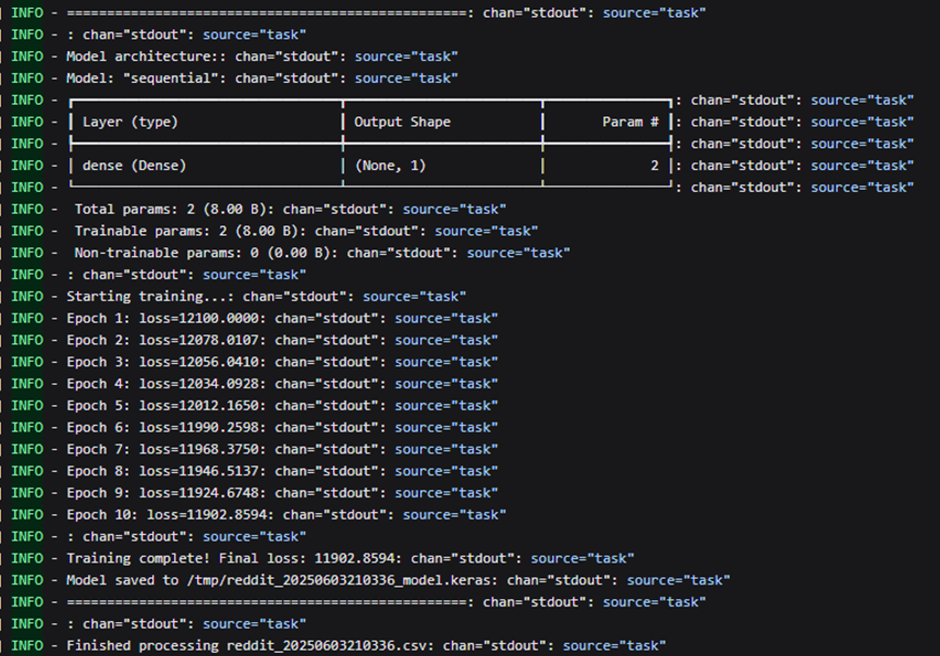 INFO - ==================================================: chan="stdout": source="task"
INFO - : chan="stdout": source="task"
INFO - Model architecture:: chan="stdout": source="task"
INFO - Model: "sequential": chan="stdout": source="task"
INFO - ┏━━━━━━━━━━━━━━━━━━━━━━━━━━━━━━━━━┳━━━━━━━━━━━━━━━━━━━━━━━━┳━━━━━━━━━━━━━━━┓: chan="stdout": source="task"
INFO - ┃ Layer (type)                    ┃ Output Shape           ┃       Param # ┃: chan="stdout": source="task"
INFO - ┡━━━━━━━━━━━━━━━━━━━━━━━━━━━━━━━━━╇━━━━━━━━━━━━━━━━━━━━━━━━╇━━━━━━━━━━━━━━━┩: chan="stdout": source="task"
INFO - │ dense (Dense)                   │ (None, 1)              │             2 │: chan="stdout": source="task"
INFO - └─────────────────────────────────┴────────────────────────┴───────────────┘: chan="stdout": source="task"
INFO -  Total params: 2 (8.00 B): chan="stdout": source="task"
INFO -  Trainable params: 2 (8.00 B): chan="stdout": source="task"
INFO -  Non-trainable params: 0 (0.00 B): chan="stdout": source="task"
INFO - : chan="stdout": source="task"
INFO - Starting training...: chan="stdout": source="task"
INFO - Epoch 1: loss=12100.0000: chan="stdout": source="task"
INFO - Epoch 2: loss=12078.0107: chan="stdout": source="task"
INFO - Epoch 3: loss=12056.0410: chan="stdout": source="task"
INFO - Epoch 4: loss=12034.0928: chan="stdout": source="task"
INFO - Epoch 5: loss=12012.1650: chan="stdout": source="task"
INFO - Epoch 6: loss=11990.2598: chan="stdout": source="task"
INFO - Epoch 7: loss=11968.3750: chan="stdout": source="task"
INFO - Epoch 8: loss=11946.5137: chan="stdout": source="task"
INFO - Epoch 9: loss=11924.6748: chan="stdout": source="task"
INFO - Epoch 10: loss=11902.8594: chan="stdout": source="task"
INFO - : chan="stdout": source="task"
INFO - Training complete! Final loss: 11902.8594: chan="stdout": source="task"
INFO - Model saved to /tmp/reddit_20250603210336_model.keras: chan="stdout": source="task"
INFO - ==================================================: chan="stdout": source="task"
INFO - : chan="stdout": source="task"
INFO - Finished processing reddit_20250603210336.csv: chan="stdout": source="task"